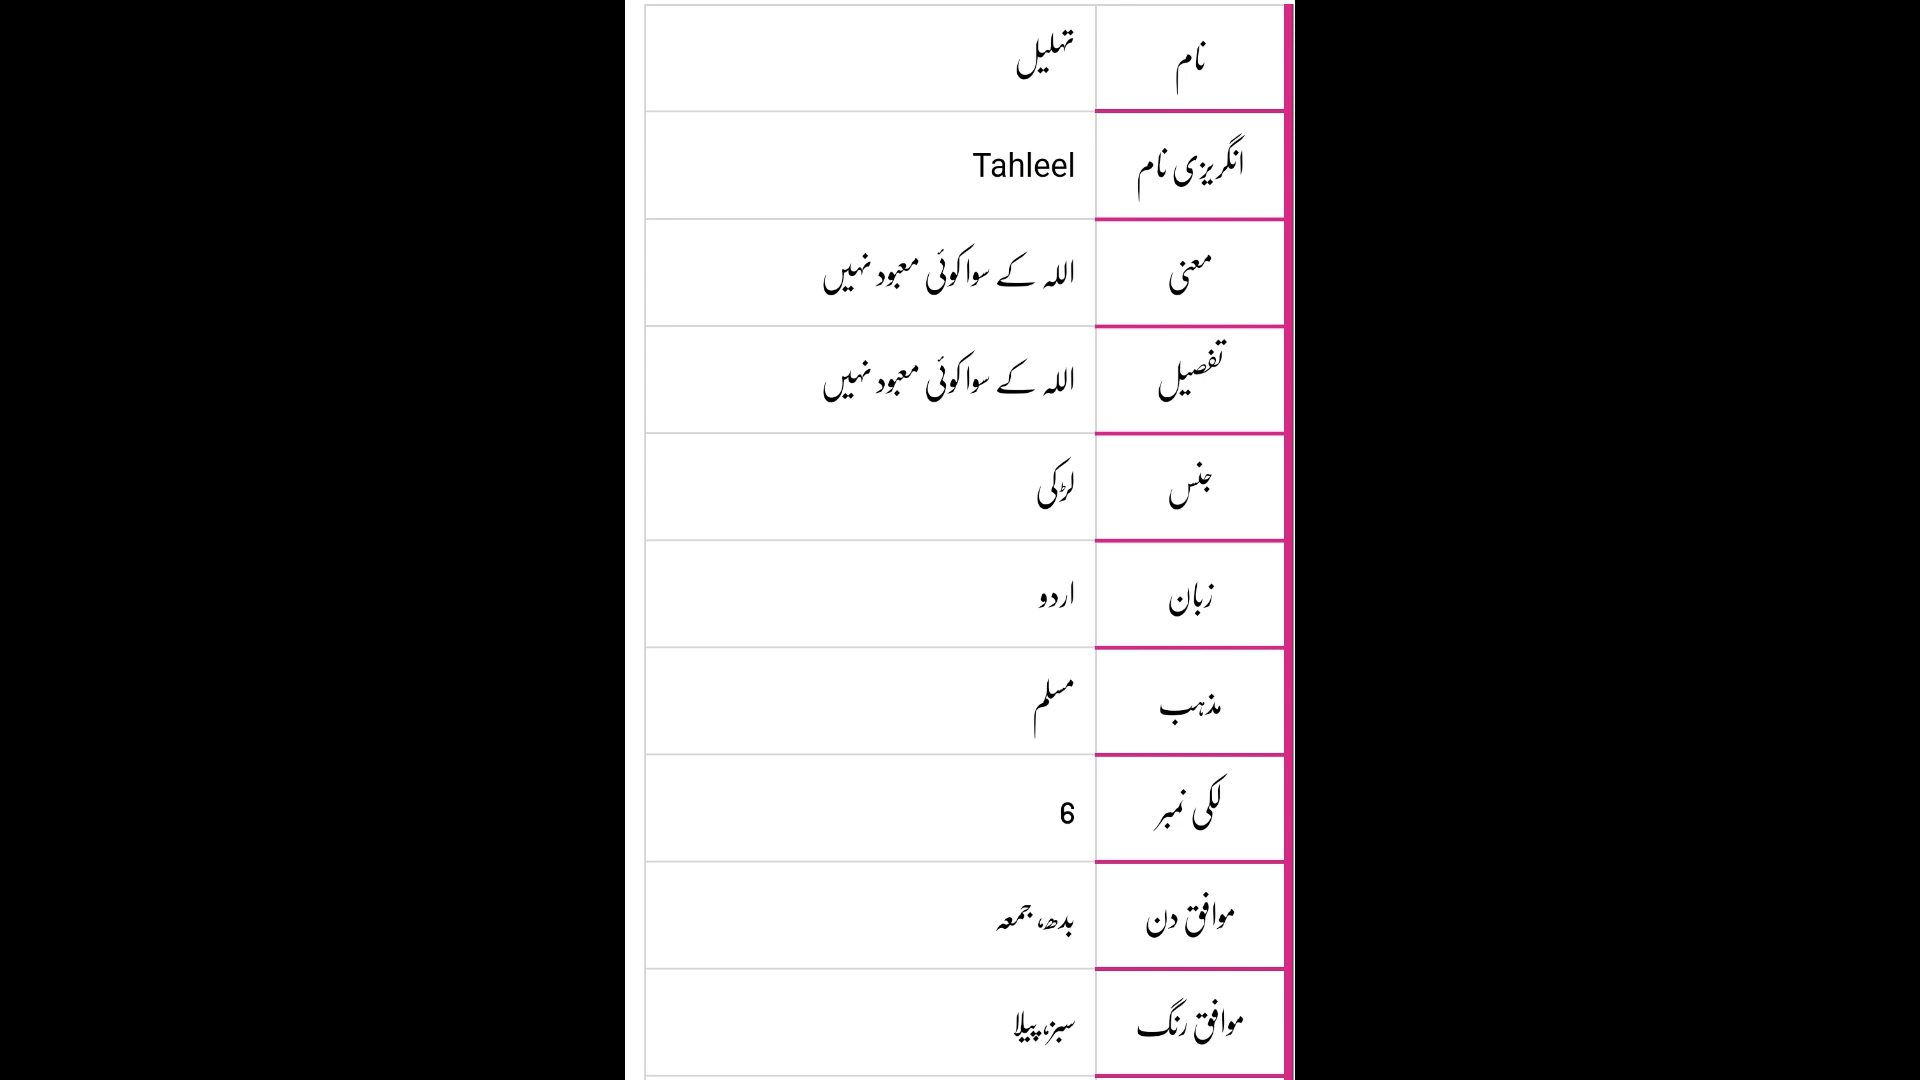 نام تہلیل
انگریزی نام Tahleel
معنی اللہ کے سوا کوئی معبود نہیں
تفصیل اللہ کے سوا کوئی معبود نہیں
جنس لڑکی
زبان اردو
مذہب مسلم
لکی نمبر 6
موافق دن بدھ، جمعہ
موافق رنگ سبز، پیلا